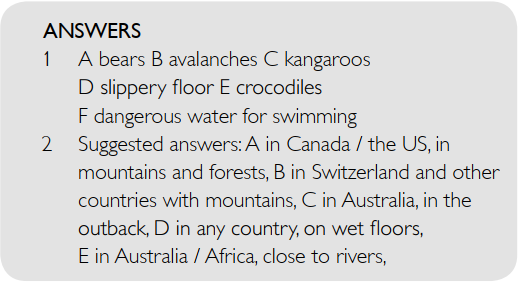 ANSWERS
1 A bears B avalanches C kangaroos
D slippery floor E crocodiles
F dangerous water for swimming
2 Suggested answers: A in Canada / the US, in
mountains and forests, B in Switzerland and other
countries with mountains, C in Australia, in the
outback, D in any country, on wet floors,
E in Australia / Africa, close to rivers,